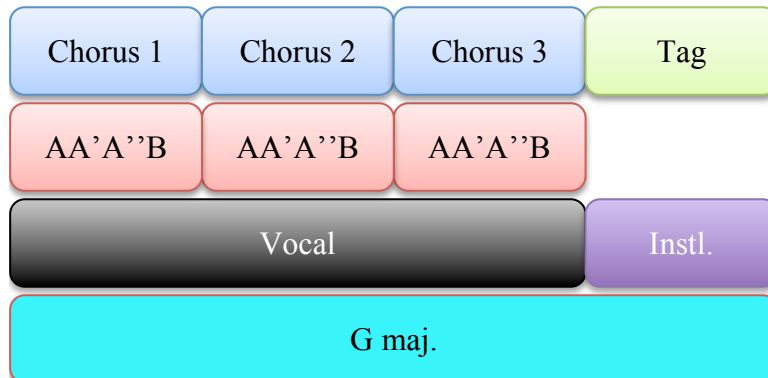 Chorus 1 Chorus 2 Chorus 3 Tag
AA’A’’B AA’A’’B AA’A’’B
Vocal Instl.
G maj.